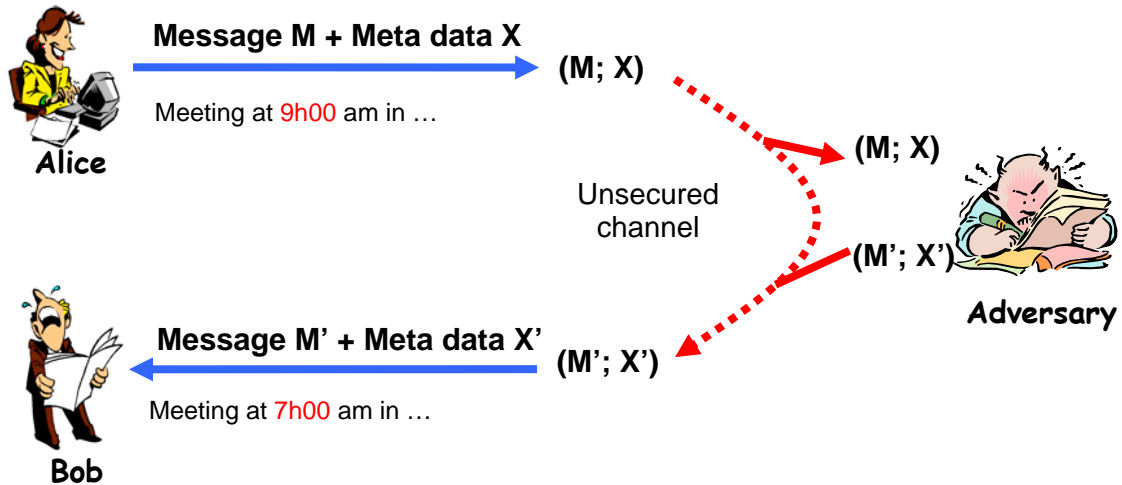 Message M + Meta data X
(M; X)
Meeting at 9h00 am in …
Alice
(M; X)
Unsecured
channel
(M’; X’)
Adversary
Message M’ + Meta data X’
(M’; X’)
Meeting at 7h00 am in …
Bob